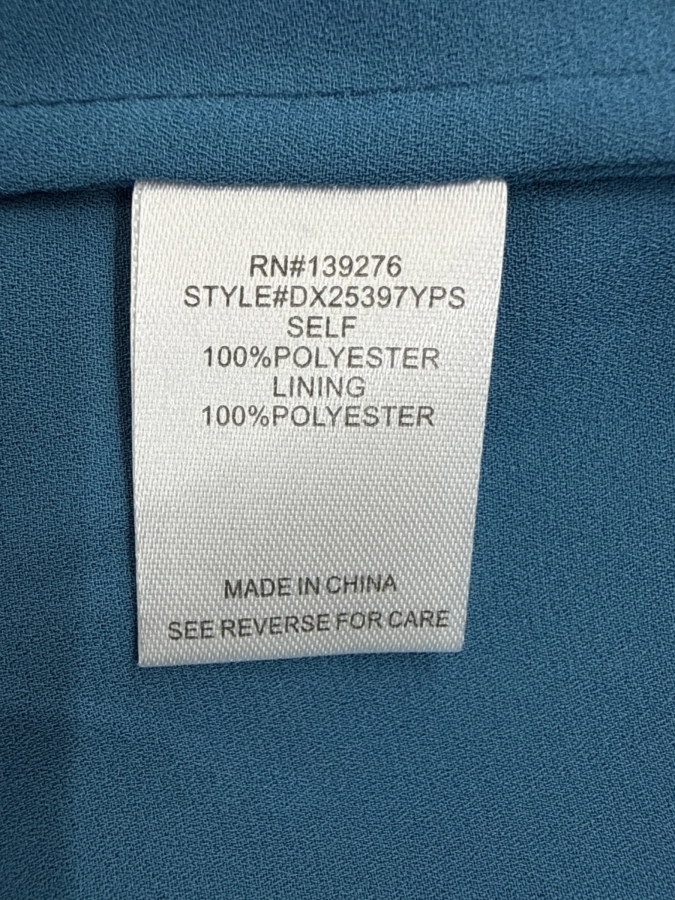 RN#139276
STYLE#DX25397YPS
SELF
100%POLYESTER
LINING
100%POLYESTER
MADE IN CHINA
SEE REVERSE FOR CARE